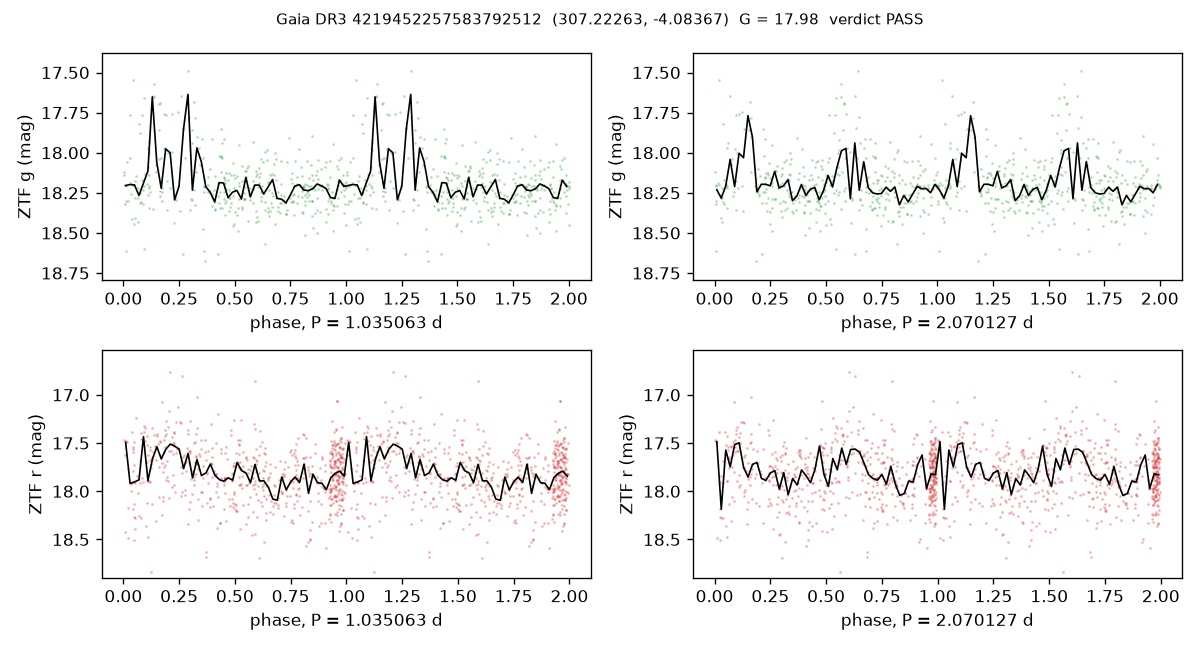 Gaia DR3 4219452257583792512 (307.22263, -4.08367) G = 17.98 verdict PASS
ZTF g (mag)
17.50
17.75
18.00
18.25
18.50
18.75
0.00 0.25 0.50 0.75 1.00 1.25 1.50 1.75 2.00
phase, P = 1.035063 d
ZTF g (mag)
17.50
17.75
18.00
18.25
18.50
18.75
0.00 0.25 0.50 0.75 1.00 1.25 1.50 1.75 2.00
phase, P = 2.070127 d
ZTF r (mag)
17.0
17.5
18.0
18.5
0.00 0.25 0.50 0.75 1.00 1.25 1.50 1.75 2.00
phase, P = 1.035063 d
ZTF r (mag)
17.0
17.5
18.0
18.5
0.00 0.25 0.50 0.75 1.00 1.25 1.50 1.75 2.00
phase, P = 2.070127 d